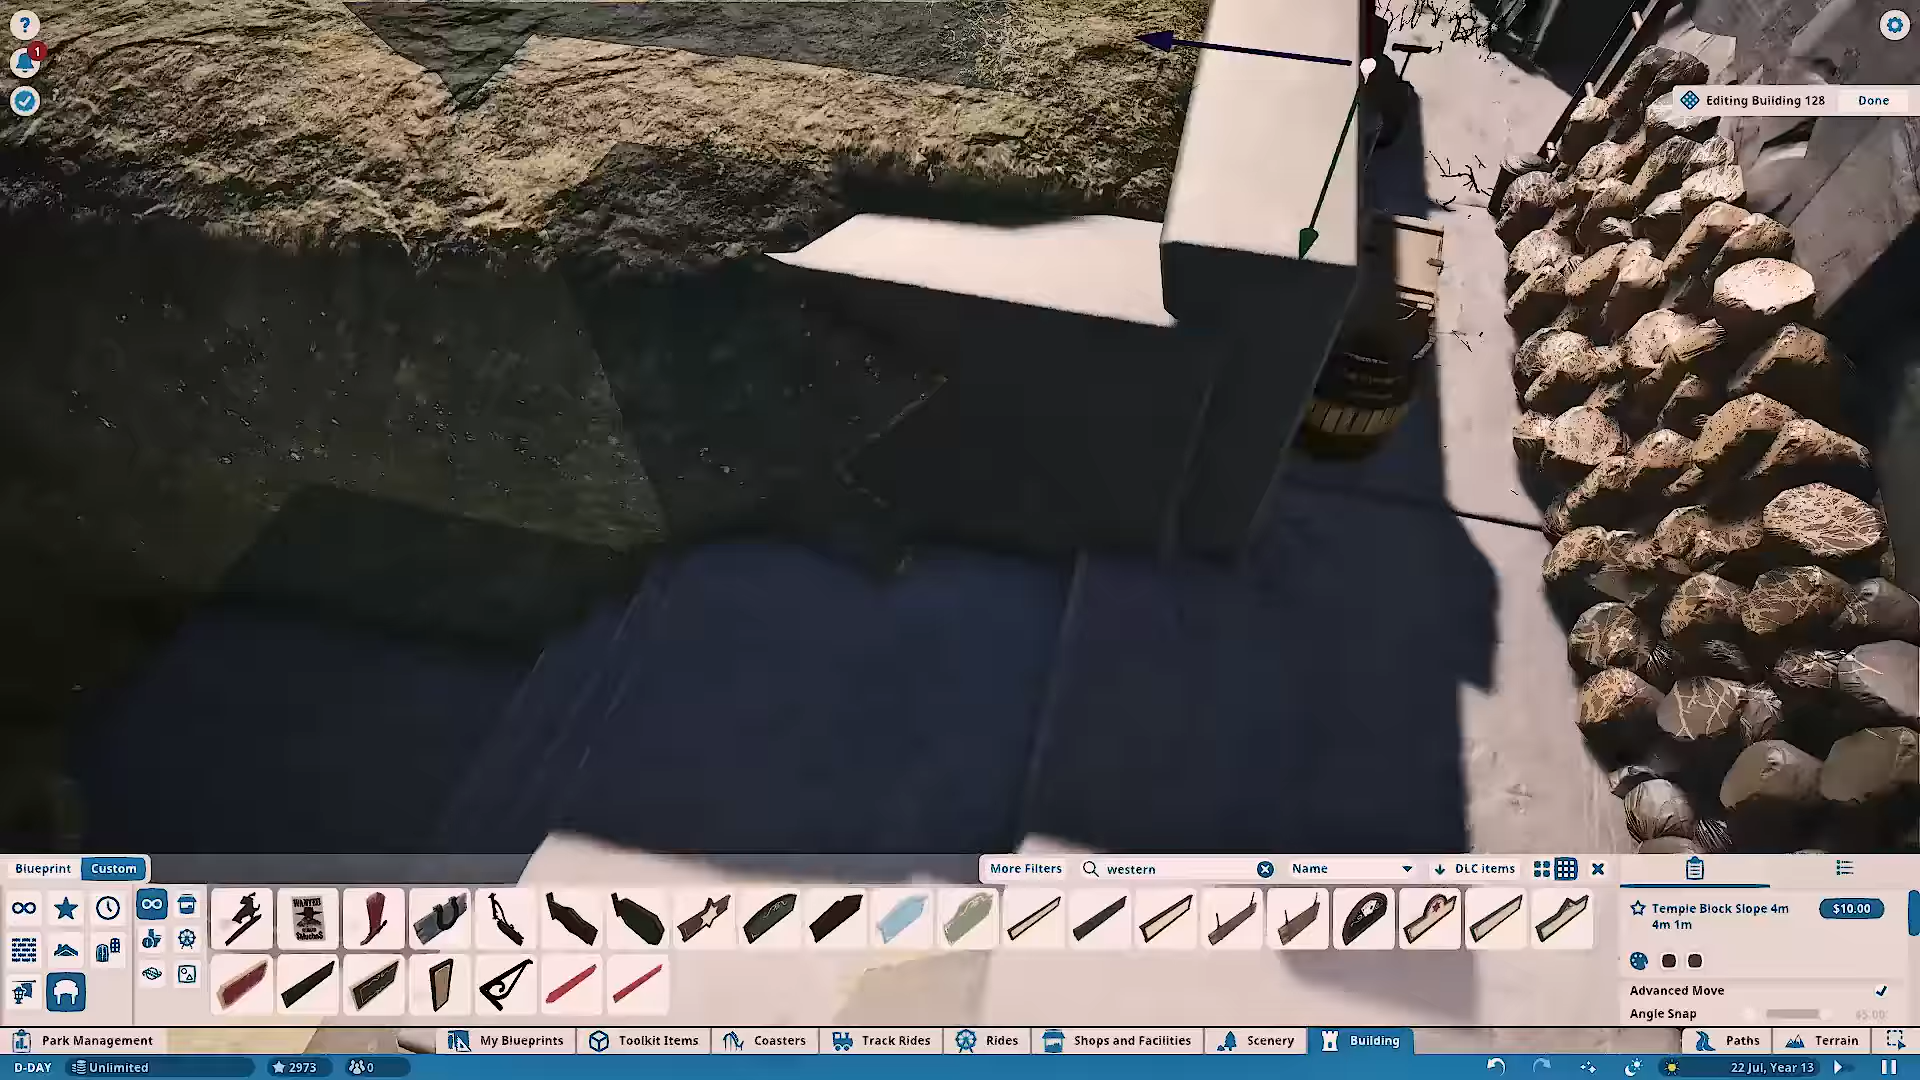 ?
1
Editing Building 128 Done
Blueprint Custom
More Filters western Name DLC items
WANTED
Temple Block Slope 4m
4m 1m
$10.00
Advanced Move
Angle Snap
Park Management My Blueprints Toolkit Items Coasters Track Rides Rides Shops and Facilities Scenery Building Paths Terrain
D-DAY Unlimited 2973 0 22 Jul, Year 13